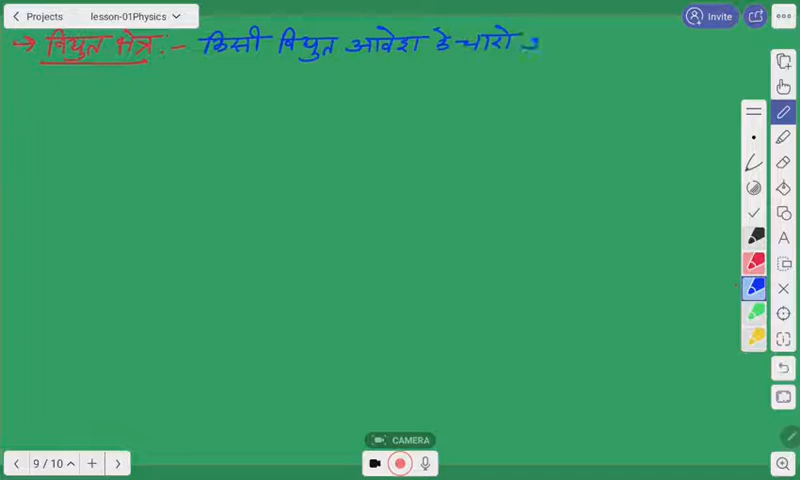 Projects lesson-01Physics Invite
→ विद्युत क्षेत्र :- किसी विद्युत आवेश के चारो
A
CAMERA
9 / 10